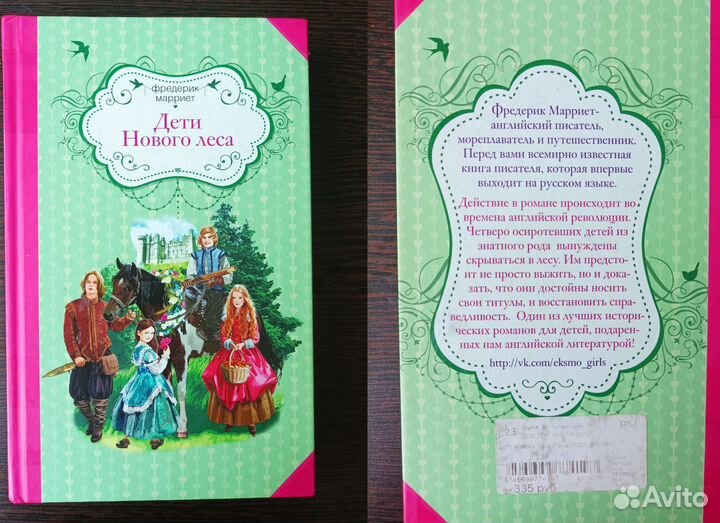 фредерик
марриет
Дети
Нового леса
Фредерик Марриет-
английский писатель,
мореплаватель и путешественник.
Перед вами всемирно известная
книга писателя, которая впервые
выходит на русском языке.
Действие в романе происходит во
времена английской революции.
Четверо осиротевших детей из
знатного рода вынуждены
скрываться в лесу. Им предсто-
ит не просто выжить, но и дока-
зать, что они достойны носить
свои титулы, и восстановить спра-
ведливость. Один из лучших истори-
ческих романов для детей, подарен-
ных нам английской литературой!
http://vk.com/eksmo_girls
23
335 руб
Avito